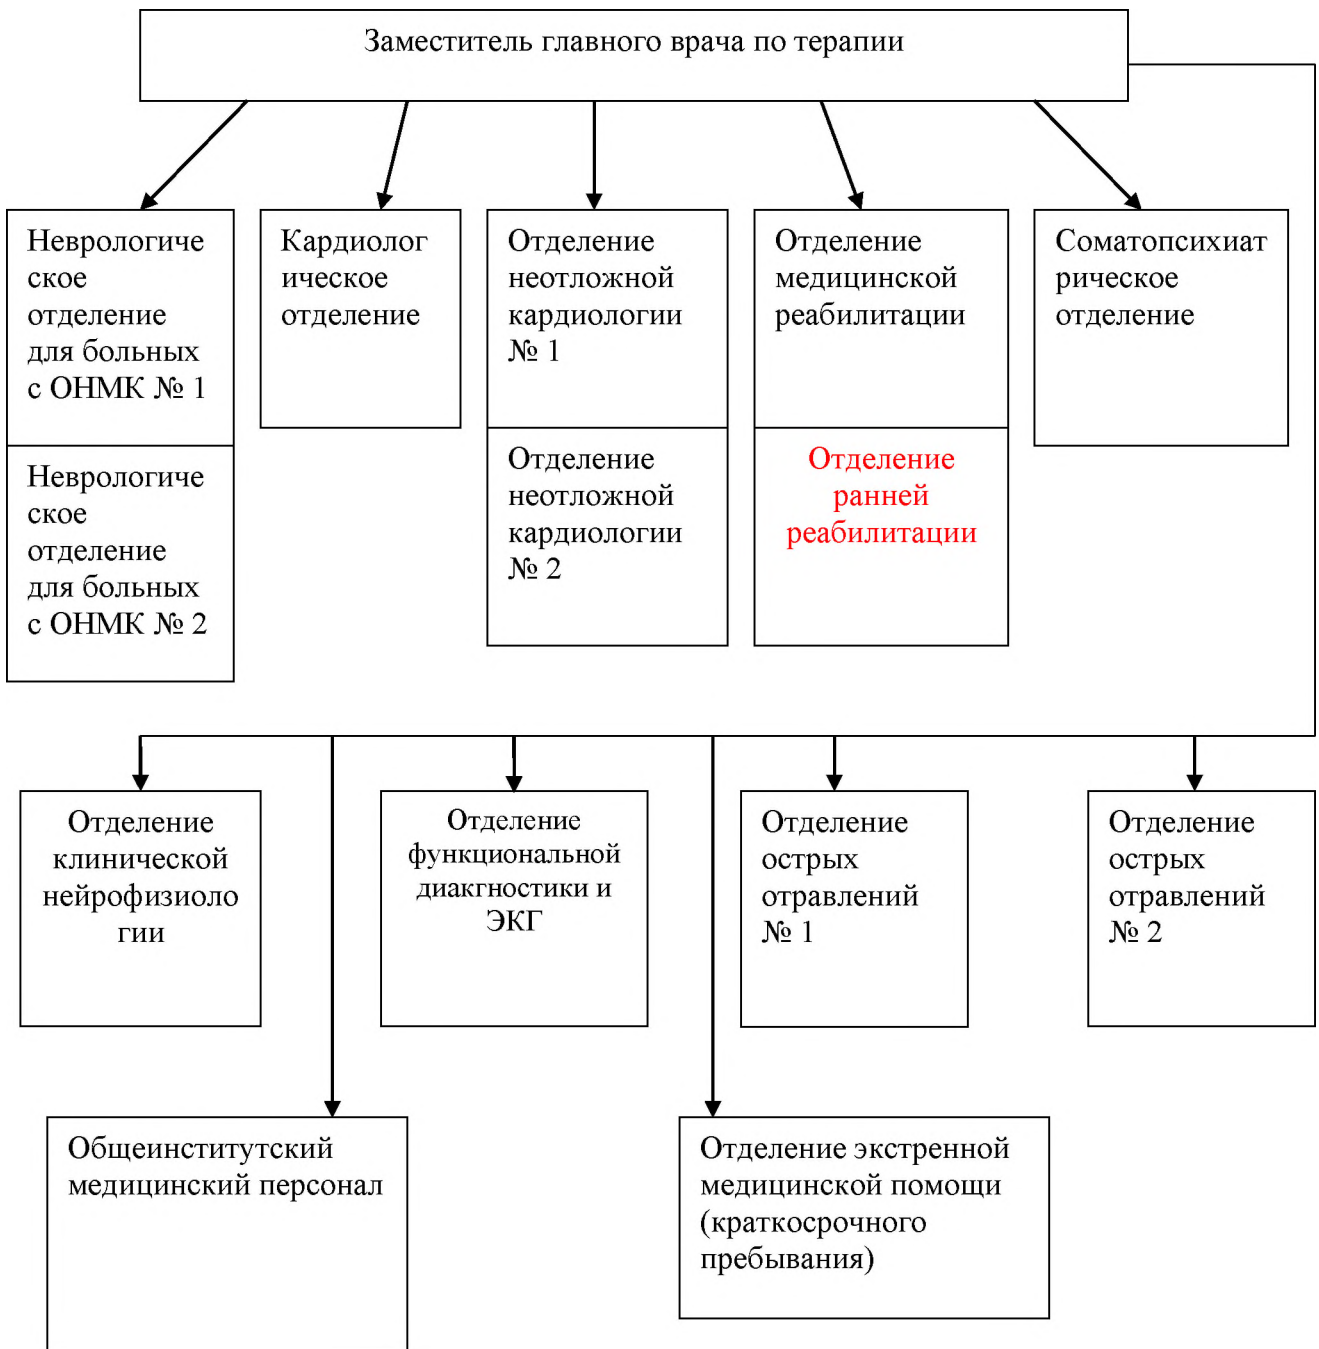 Заместитель главного врача по терапии
Неврологиче
ское
отделение
для больных
с ОНМК № 1
Кардиолог
ическое
отделение
Отделение
неотложной
кардиологии
№ 1
Отделение
медицинской
реабилитации
Соматопсихиат
рическое
отделение
Неврологиче
ское
отделение
для больных
с ОНМК № 2
Отделение
неотложной
кардиологии
№ 2
Отделение
ранней
реабилитации
Отделение
клинической
нейрофизиоло
гии
Отделение
функциональной
диакгностики и
ЭКГ
Отделение
острых
отравлений
№ 1
Отделение
острых
отравлений
№ 2
Общеинститутский
медицинский персонал
Отделение экстренной
медицинской помощи
(краткосрочного
пребывания)